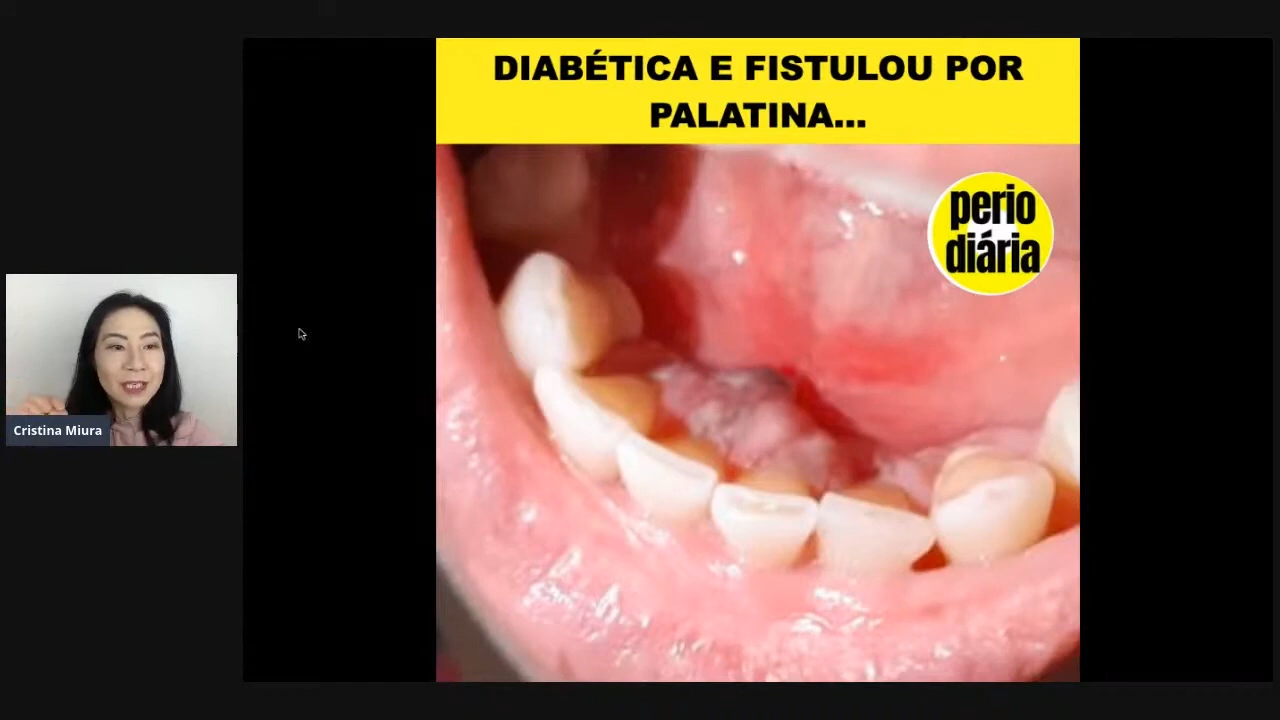 DIABÉTICA E FISTULOU POR
PALATINA...
perio
diária
Cristina Miura